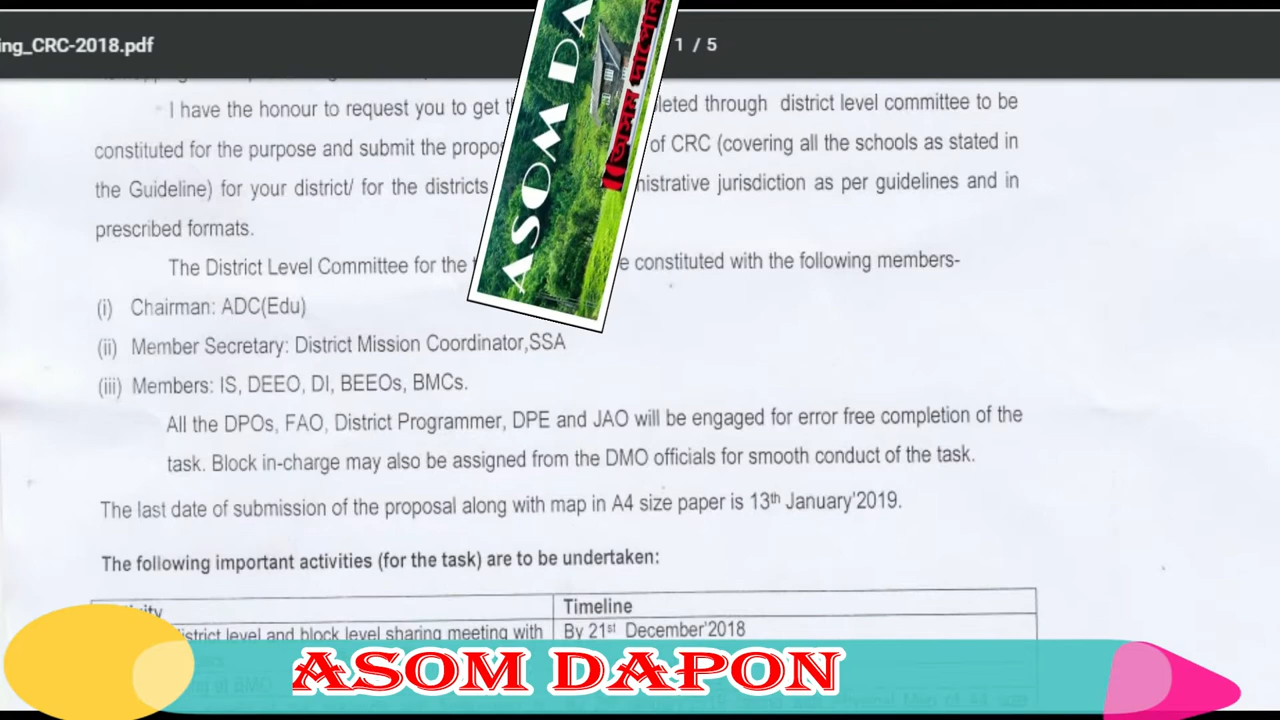 ing_CRC-2018.pdf
1 / 5
I have the honour to request you to get leted through district level committee to be
constituted for the purpose and submit the propo of CRC (covering all the schools as stated in
the Guideline) for your district/ for the districts nistrative jurisdiction as per guidelines and in
prescribed formats.
The District Level Committee for the e constituted with the following members-
(i) Chairman: ADC(Edu)
(ii) Member Secretary: District Mission Coordinator,SSA
(iii) Members: IS, DEEO, DI, BEEOs, BMCs.
All the DPOs, FAO, District Programmer, DPE and JAO will be engaged for error free completion of the
task. Block in-charge may also be assigned from the DMO officials for smooth conduct of the task.
The last date of submission of the proposal along with map in A4 size paper is 13th January'2019.
The following important activities (for the task) are to be undertaken:
Timeline
istrict level and block level sharing meeting with By 21st December'2018
ASOM DA
(অসম দাপোন
ASOM DAPON